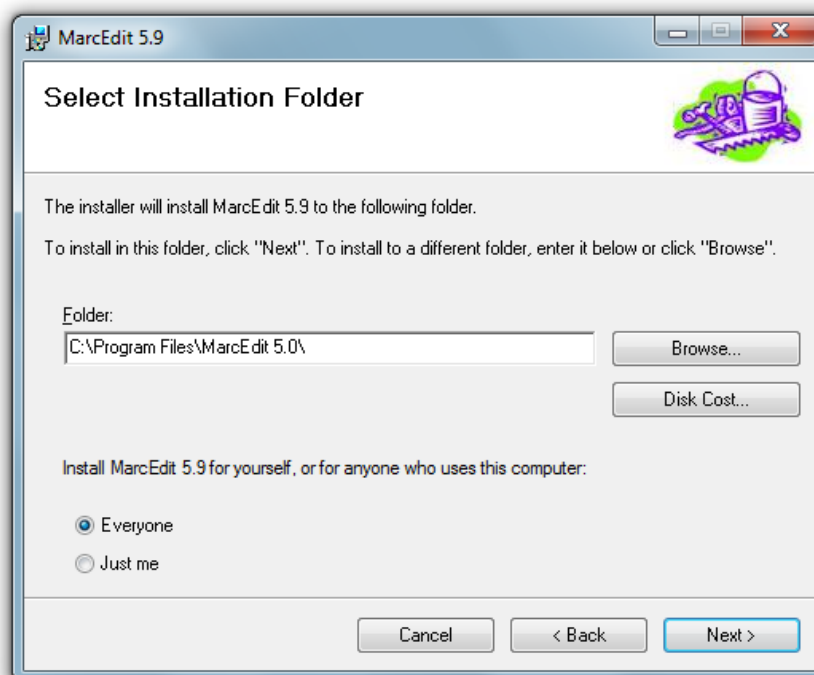 MarcEdit 5.9
Select Installation Folder
The installer will install MarcEdit 5.9 to the following folder.
To install in this folder, click "Next". To install to a different folder, enter it below or click "Browse".
Folder:
C:\Program Files\MarcEdit 5.0\
Browse...
Disk Cost...
Install MarcEdit 5.9 for yourself, or for anyone who uses this computer:
Everyone
Just me
Cancel
< Back
Next >